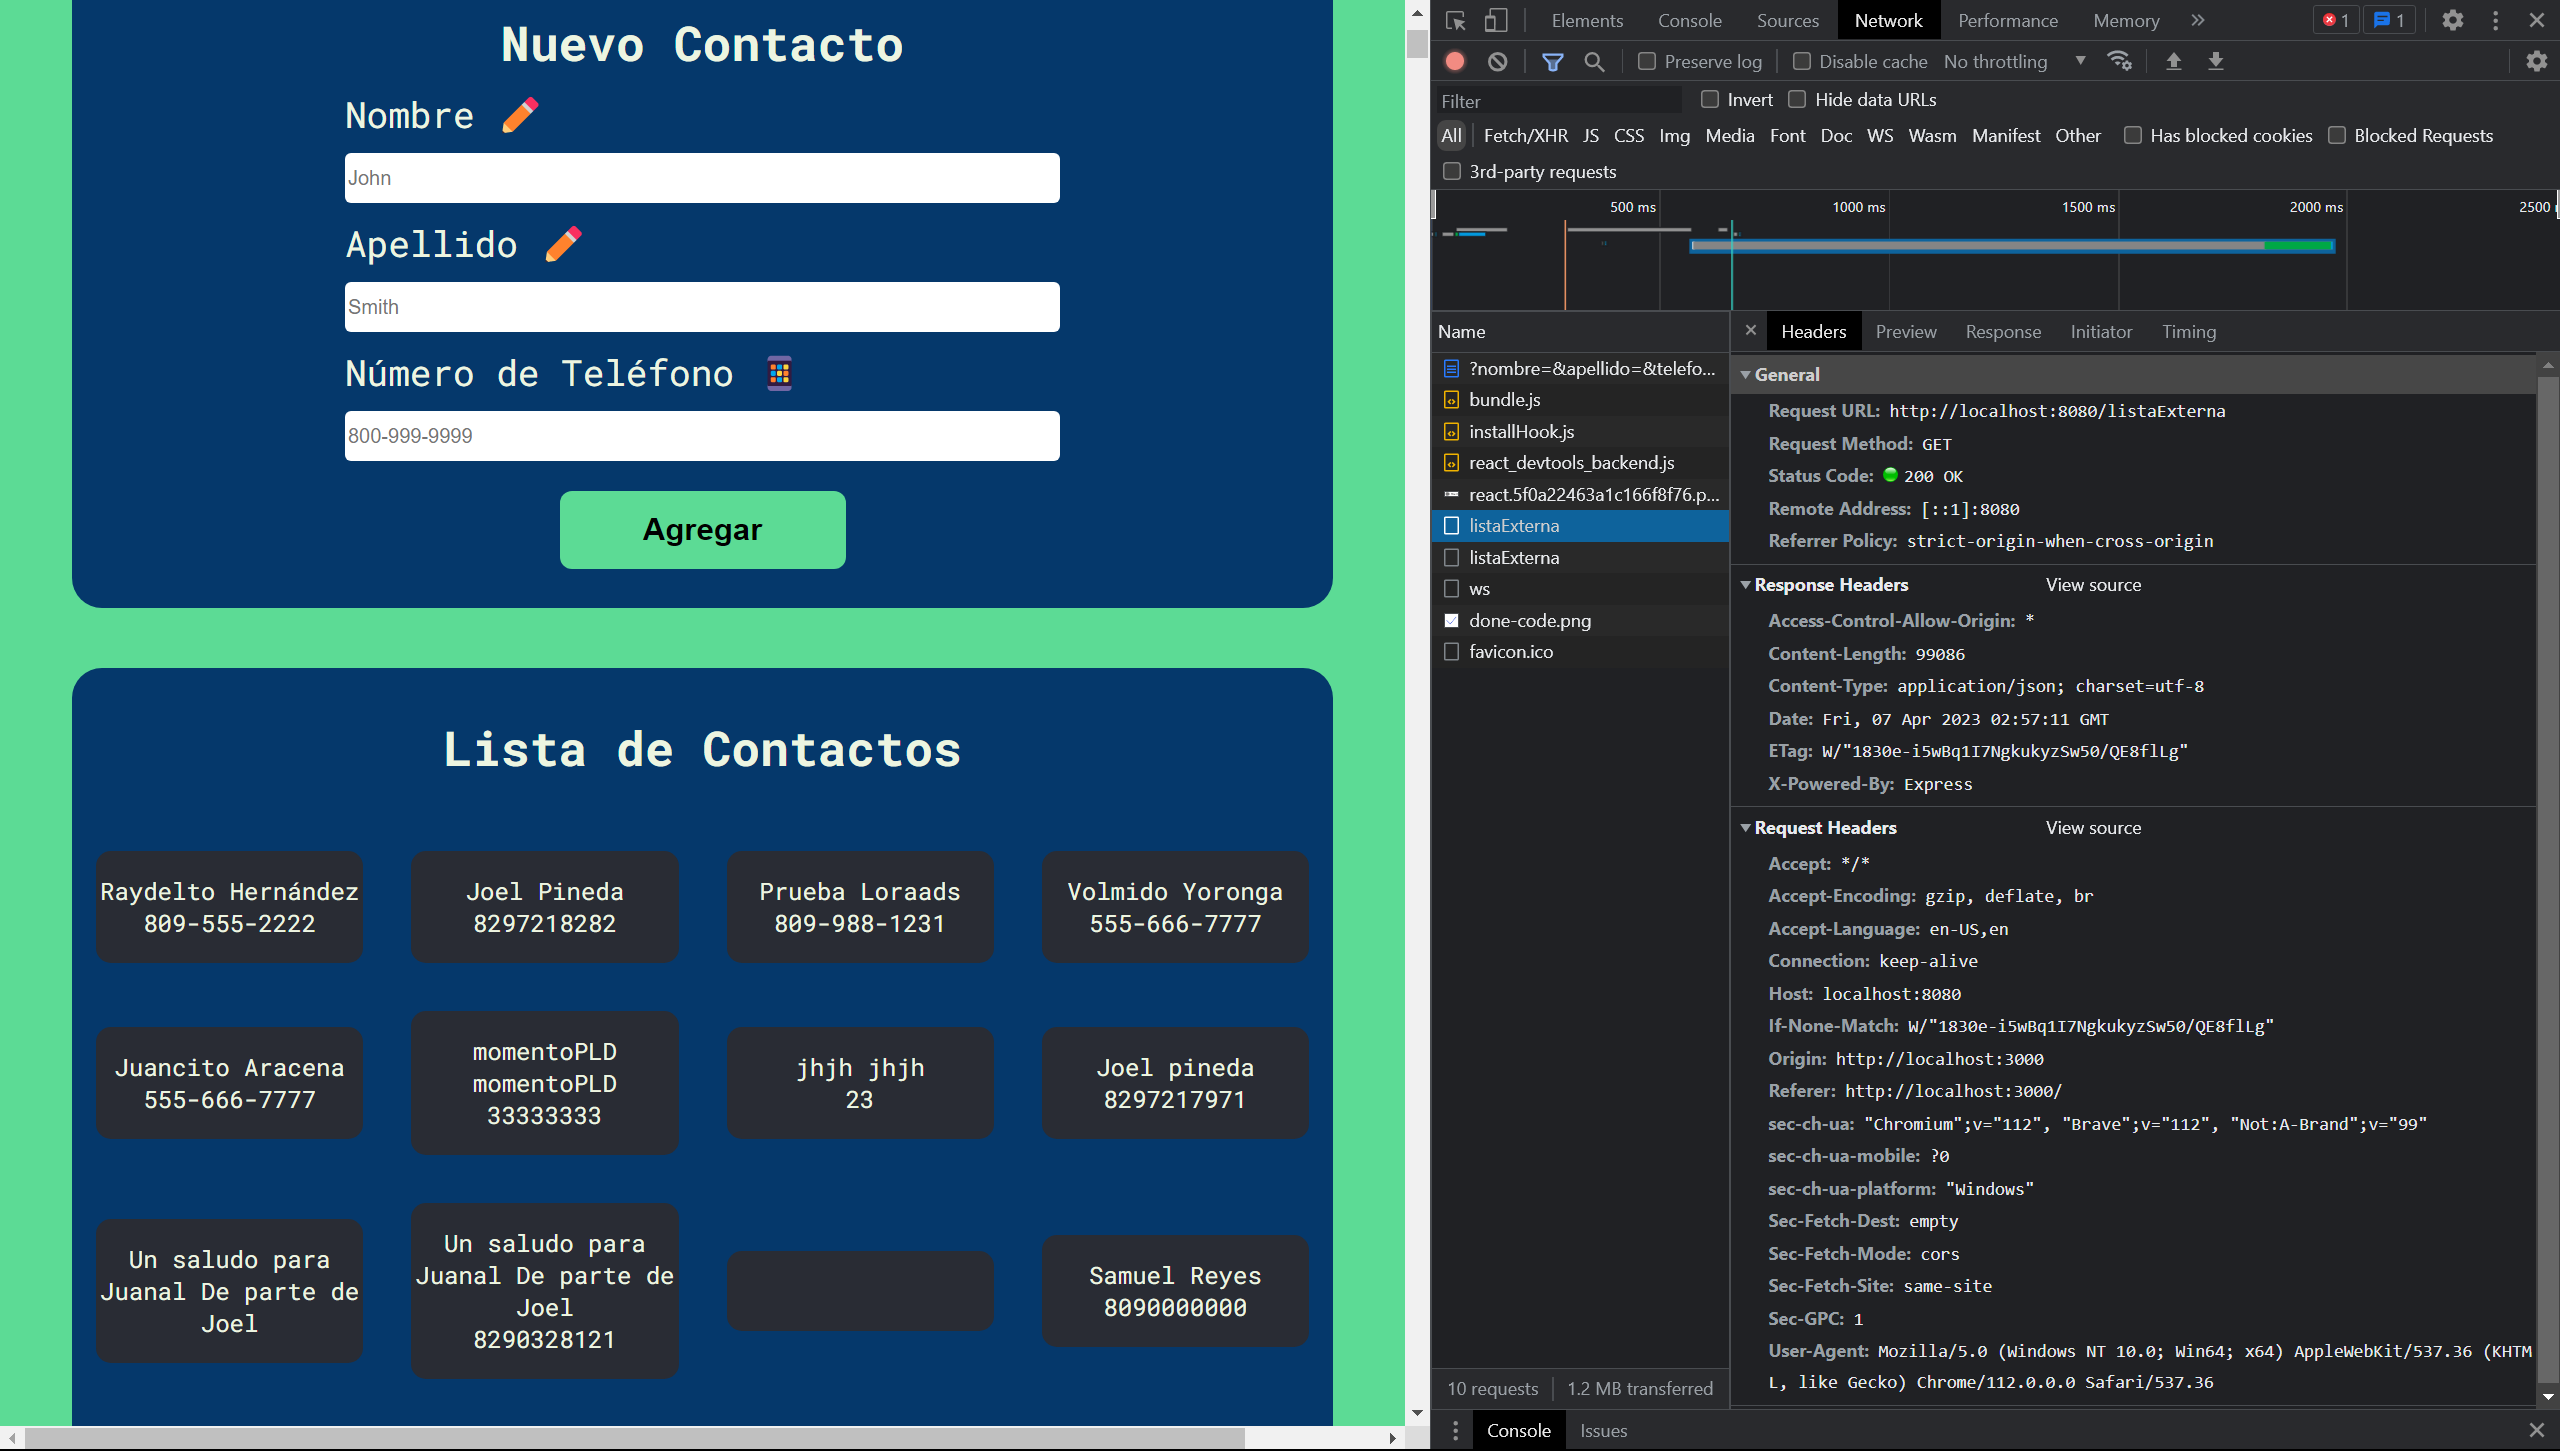 Nuevo Contacto
Nombre
John
Apellido
Smith
Número de Teléfono
800-999-9999
Agregar
Lista de Contactos
Raydelto Hernández
809-555-2222
Joel Pineda
8297218282
Prueba Loraads
809-988-1231
Volmido Yoronga
555-666-7777
Juancito Aracena
555-666-7777
momentoPLD
momentoPLD
33333333
jhjh jhjh
23
Joel pineda
8297217971
Un saludo para
Juanal De parte de
Joel
Un saludo para
Juanal De parte de
Joel
8290328121
Samuel Reyes
8090000000
Elements Console Sources Network Performance Memory 1 1
Preserve log Disable cache No throttling
Filter Invert Hide data URLs
All Fetch/XHR JS CSS Img Media Font Doc WS Wasm Manifest Other Has blocked cookies Blocked Requests
3rd-party requests
500 ms 1000 ms 1500 ms 2000 ms 2500
Name
?nombre=&apellido=&telefo...
bundle.js
installHook.js
react_devtools_backend.js
react.5f0a22463a1c166f8f76.p...
listaExterna
listaExterna
ws
done-code.png
favicon.ico
10 requests 1.2 MB transferred
Headers Preview Response Initiator Timing
General
Request URL: http://localhost:8080/listaExterna
Request Method: GET
Status Code: 200 OK
Remote Address: [::1]:8080
Referrer Policy: strict-origin-when-cross-origin
Response Headers View source
Access-Control-Allow-Origin: *
Content-Length: 99086
Content-Type: application/json; charset=utf-8
Date: Fri, 07 Apr 2023 02:57:11 GMT
ETag: W/"1830e-i5wBq1I7NgkukyzSw50/QE8flLg"
X-Powered-By: Express
Request Headers View source
Accept: */*
Accept-Encoding: gzip, deflate, br
Accept-Language: en-US,en
Connection: keep-alive
Host: localhost:8080
If-None-Match: W/"1830e-i5wBq1I7NgkukyzSw50/QE8flLg"
Origin: http://localhost:3000
Referer: http://localhost:3000/
sec-ch-ua: "Chromium";v="112", "Brave";v="112", "Not:A-Brand";v="99"
sec-ch-ua-mobile: ?0
sec-ch-ua-platform: "Windows"
Sec-Fetch-Dest: empty
Sec-Fetch-Mode: cors
Sec-Fetch-Site: same-site
Sec-GPC: 1
User-Agent: Mozilla/5.0 (Windows NT 10.0; Win64; x64) AppleWebKit/537.36 (KHTM
L, like Gecko) Chrome/112.0.0.0 Safari/537.36
Console Issues